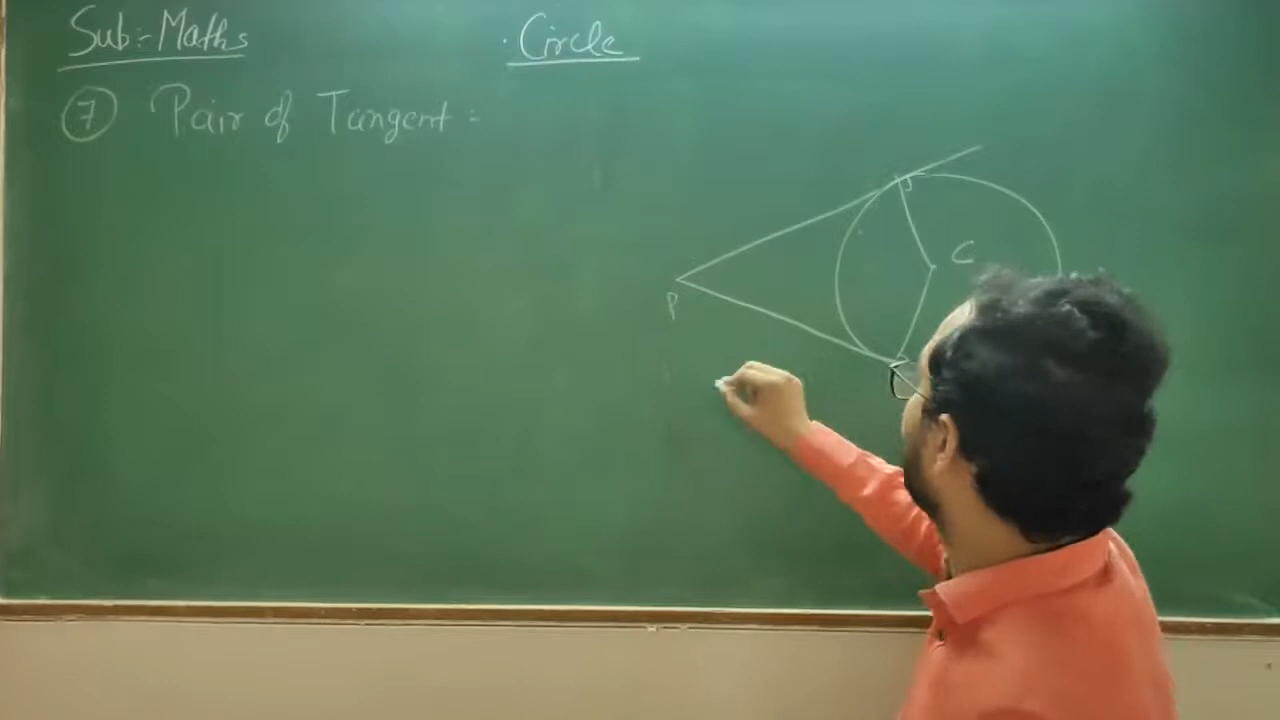 Sub:- Maths
. Circle
7 Pair of Tangent =
C
P